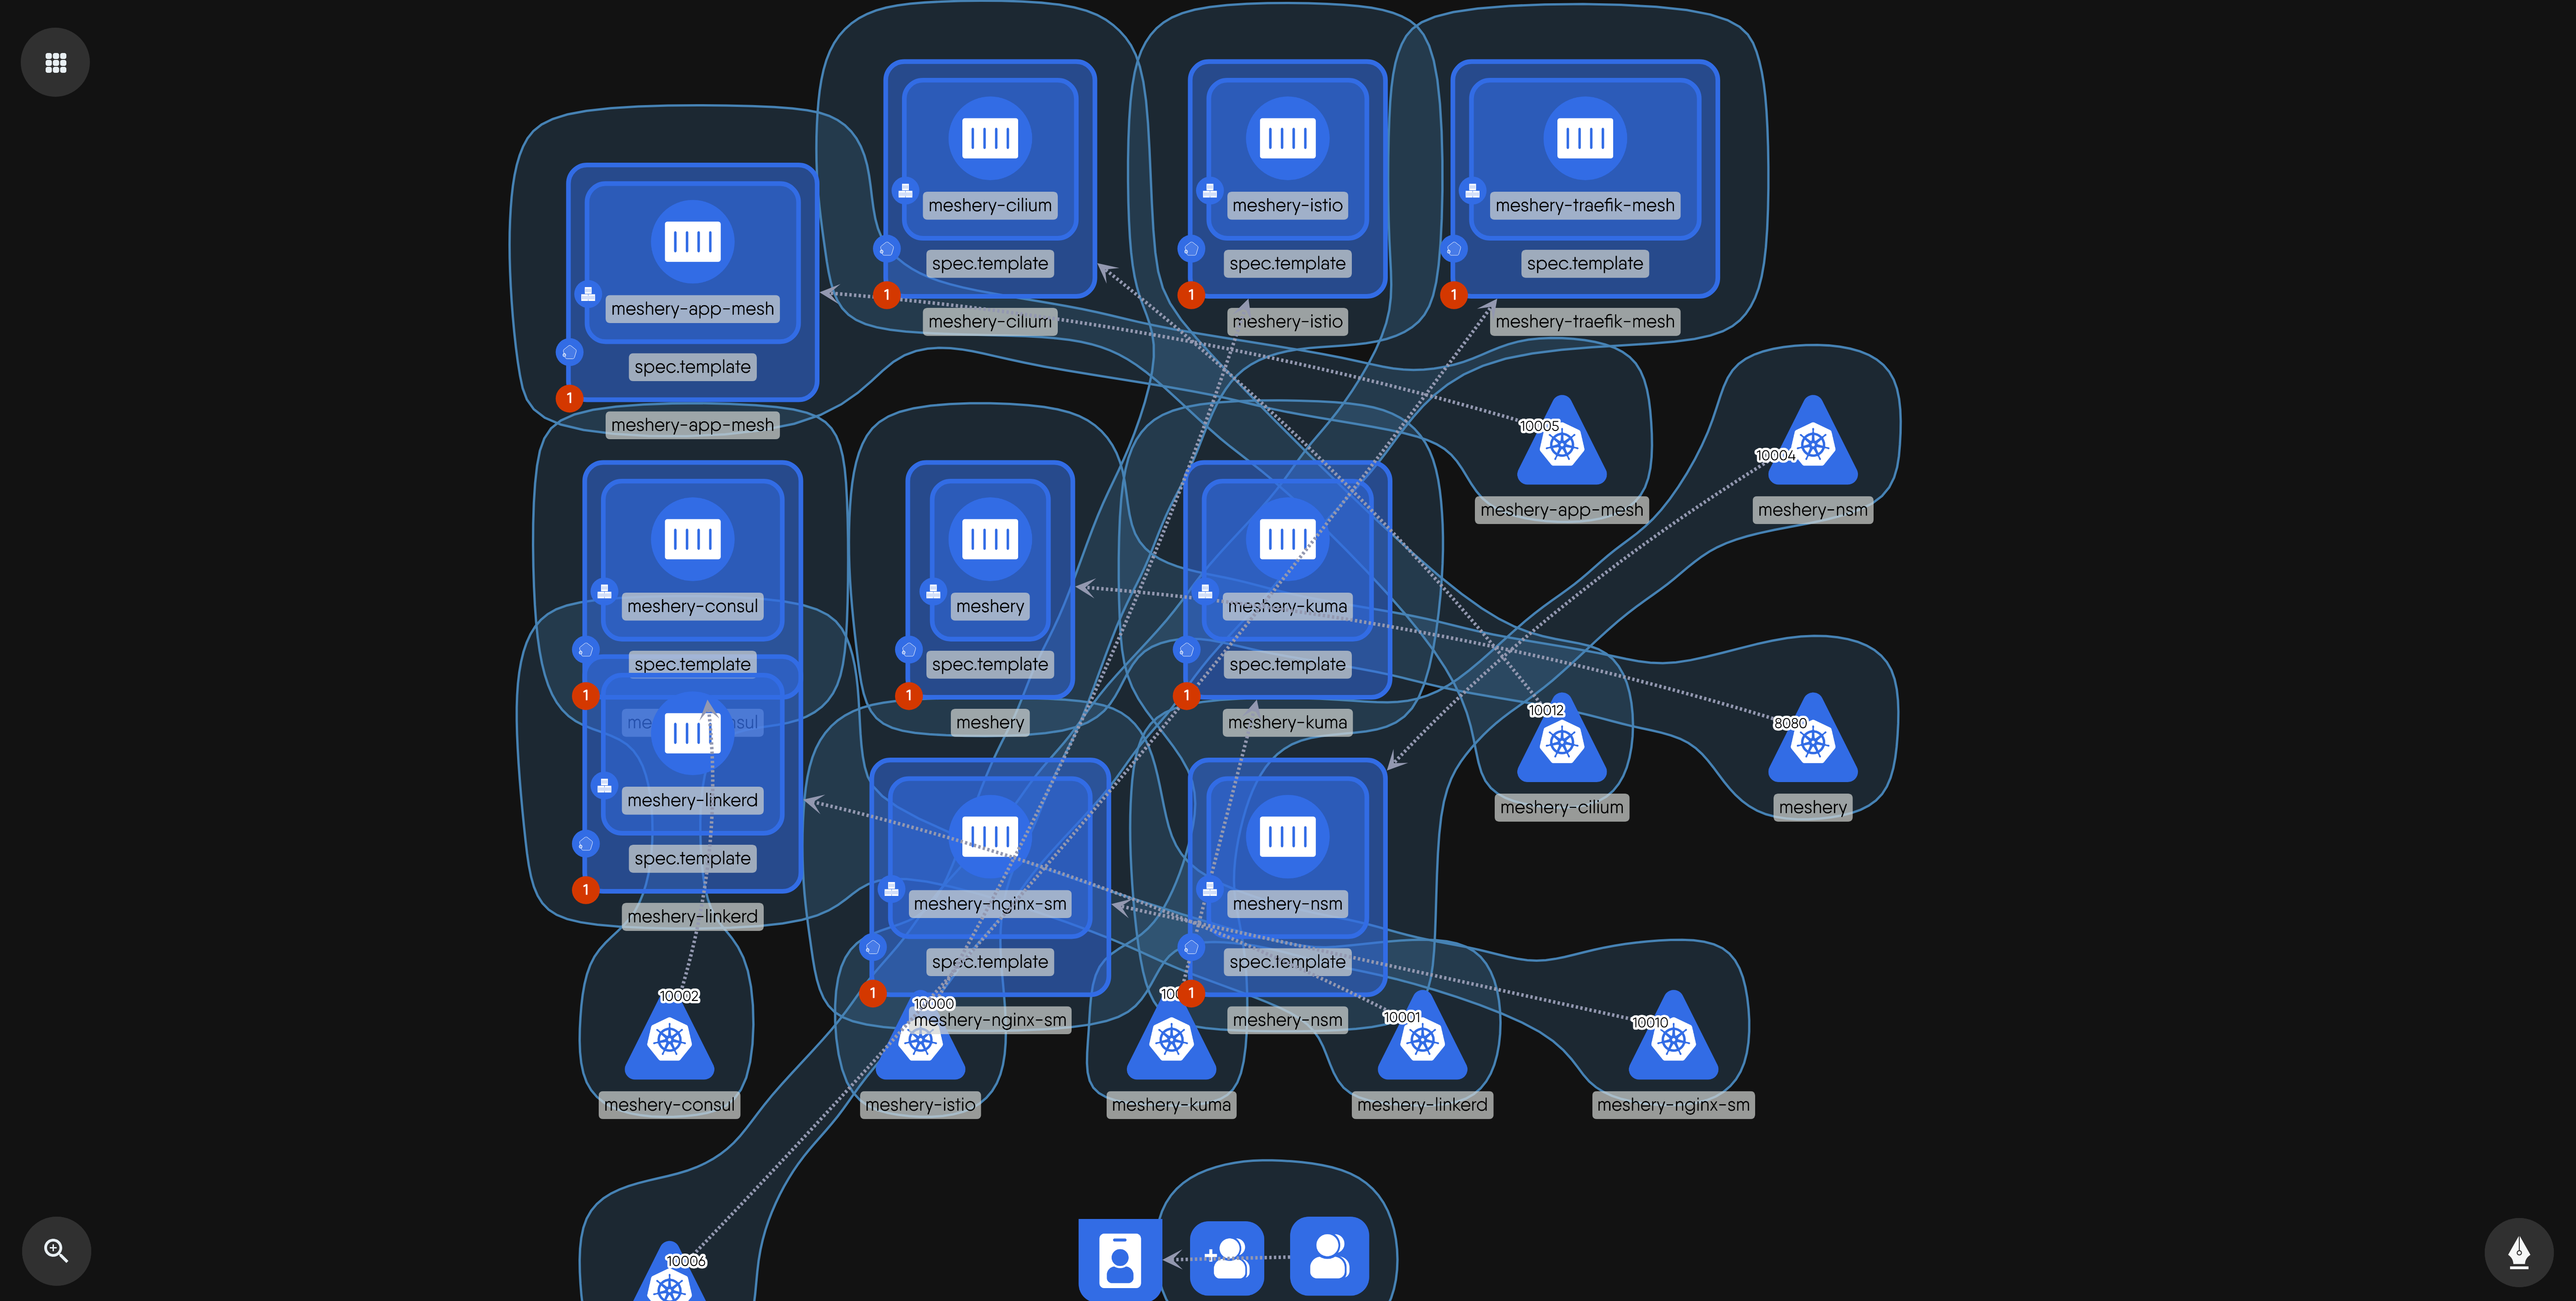 meshery-cilium
spec.template
1
meshery-cilium
meshery-istio
spec.template
1
meshery-istio
meshery-traefik-mesh
spec.template
1
meshery-traefik-mesh
meshery-app-mesh
spec.template
1
meshery-app-mesh
10005
meshery-app-mesh
10004
meshery-nsm
meshery-consul
spec.template
1
meshery
spec.template
1
meshery
meshery-kuma
spec.template
1
meshery-kuma
10012
meshery-cilium
8080
meshery
meshery-linkerd
spec.template
1
meshery-linkerd
meshery-nginx-sm
spec.template
1
meshery-nginx-sm
meshery-nsm
spec.template
1
meshery-nsm
10002
meshery-consul
10000
meshery-istio
meshery-kuma
10001
meshery-linkerd
10010
meshery-nginx-sm
10006